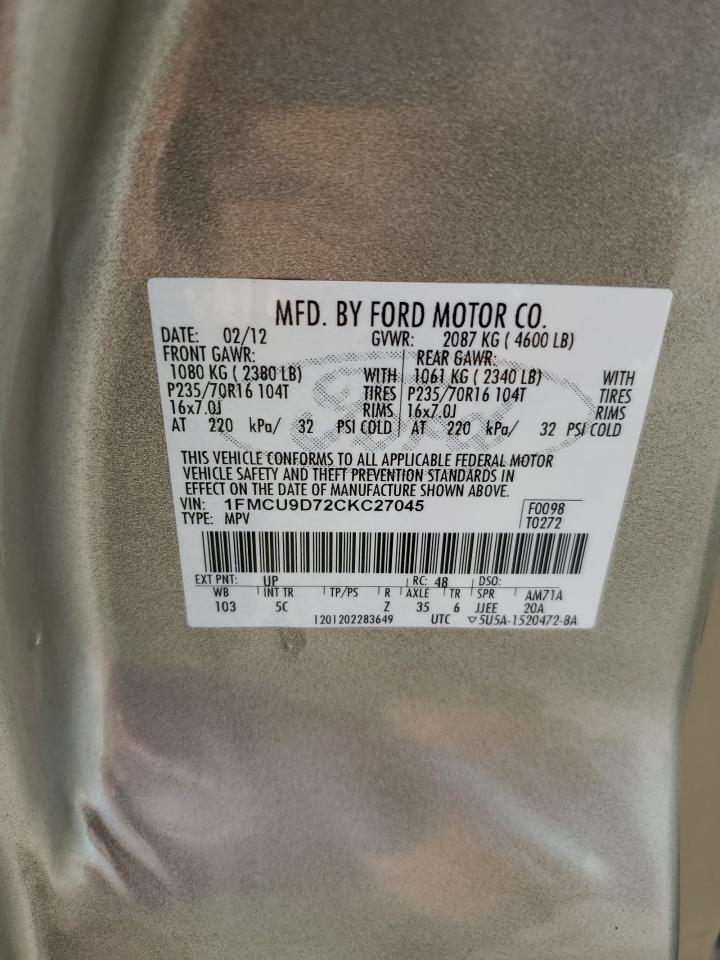 MFD. BY FORD MOTOR CO.
DATE: 02/12 GVWR: 2087 KG ( 4600 LB)
FRONT GAWR: REAR GAWR:
1080 KG ( 2380 LB) WITH 1061 KG ( 2340 LB) WITH
P235/70R16 104T TIRES P235/70R16 104T TIRES
16x7.0J RIMS 16x7.0J RIMS
AT 220 kPa/ 32 PSI COLD AT 220 kPa/ 32 PSI COLD
Ford
THIS VEHICLE CONFORMS TO ALL APPLICABLE FEDERAL MOTOR
VEHICLE SAFETY AND THEFT PREVENTION STANDARDS IN
EFFECT ON THE DATE OF MANUFACTURE SHOWN ABOVE.
VIN: 1FMCU9D72CKC27045 F0098
TYPE: MPV T0272
EXT PNT: UP RC: 48 DSO:
WB INT TR TP/PS R AXLE TR SPR AM71A
103 5C Z 35 6 JJEE 20A
1201202283649 UTC ▽5U5A-1520472-BA